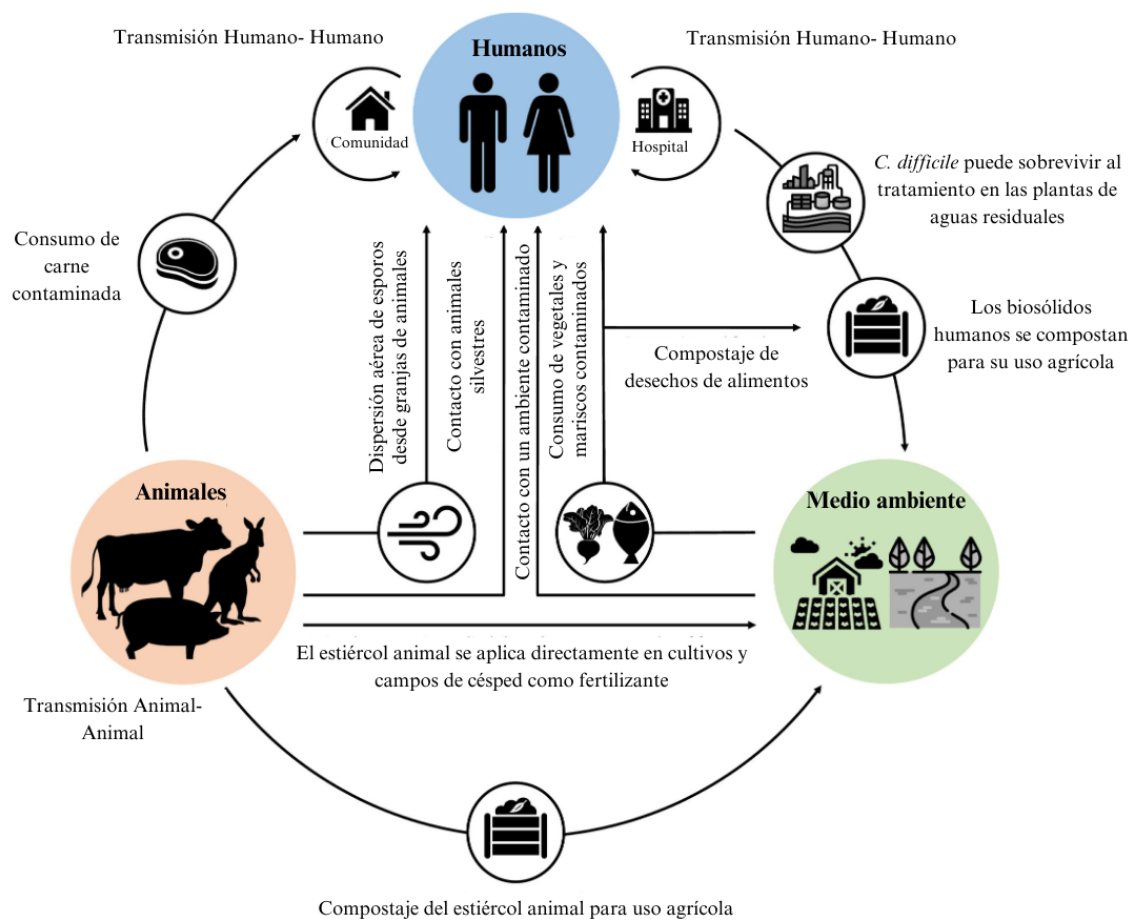 Transmisión Humano- Humano
Humanos
Transmisión Humano- Humano
Comunidad
Hospital
C. difficile puede sobrevivir al
tratamiento en las plantas de
aguas residuales
Consumo de
carne
contaminada
Los biosólidos
humanos se compostan
para su uso agrícola
Dispersión aérea de esporos
desde granjas de animales
Contacto con animales
silvestres
Contacto con un ambiente contaminado
Consumo de vegetales y
mariscos contaminados
Compostaje de
desechos de alimentos
Animales
Medio ambiente
El estiércol animal se aplica directamente en cultivos y
campos de césped como fertilizante
Transmisión Animal-
Animal
Compostaje del estiércol animal para uso agrícola